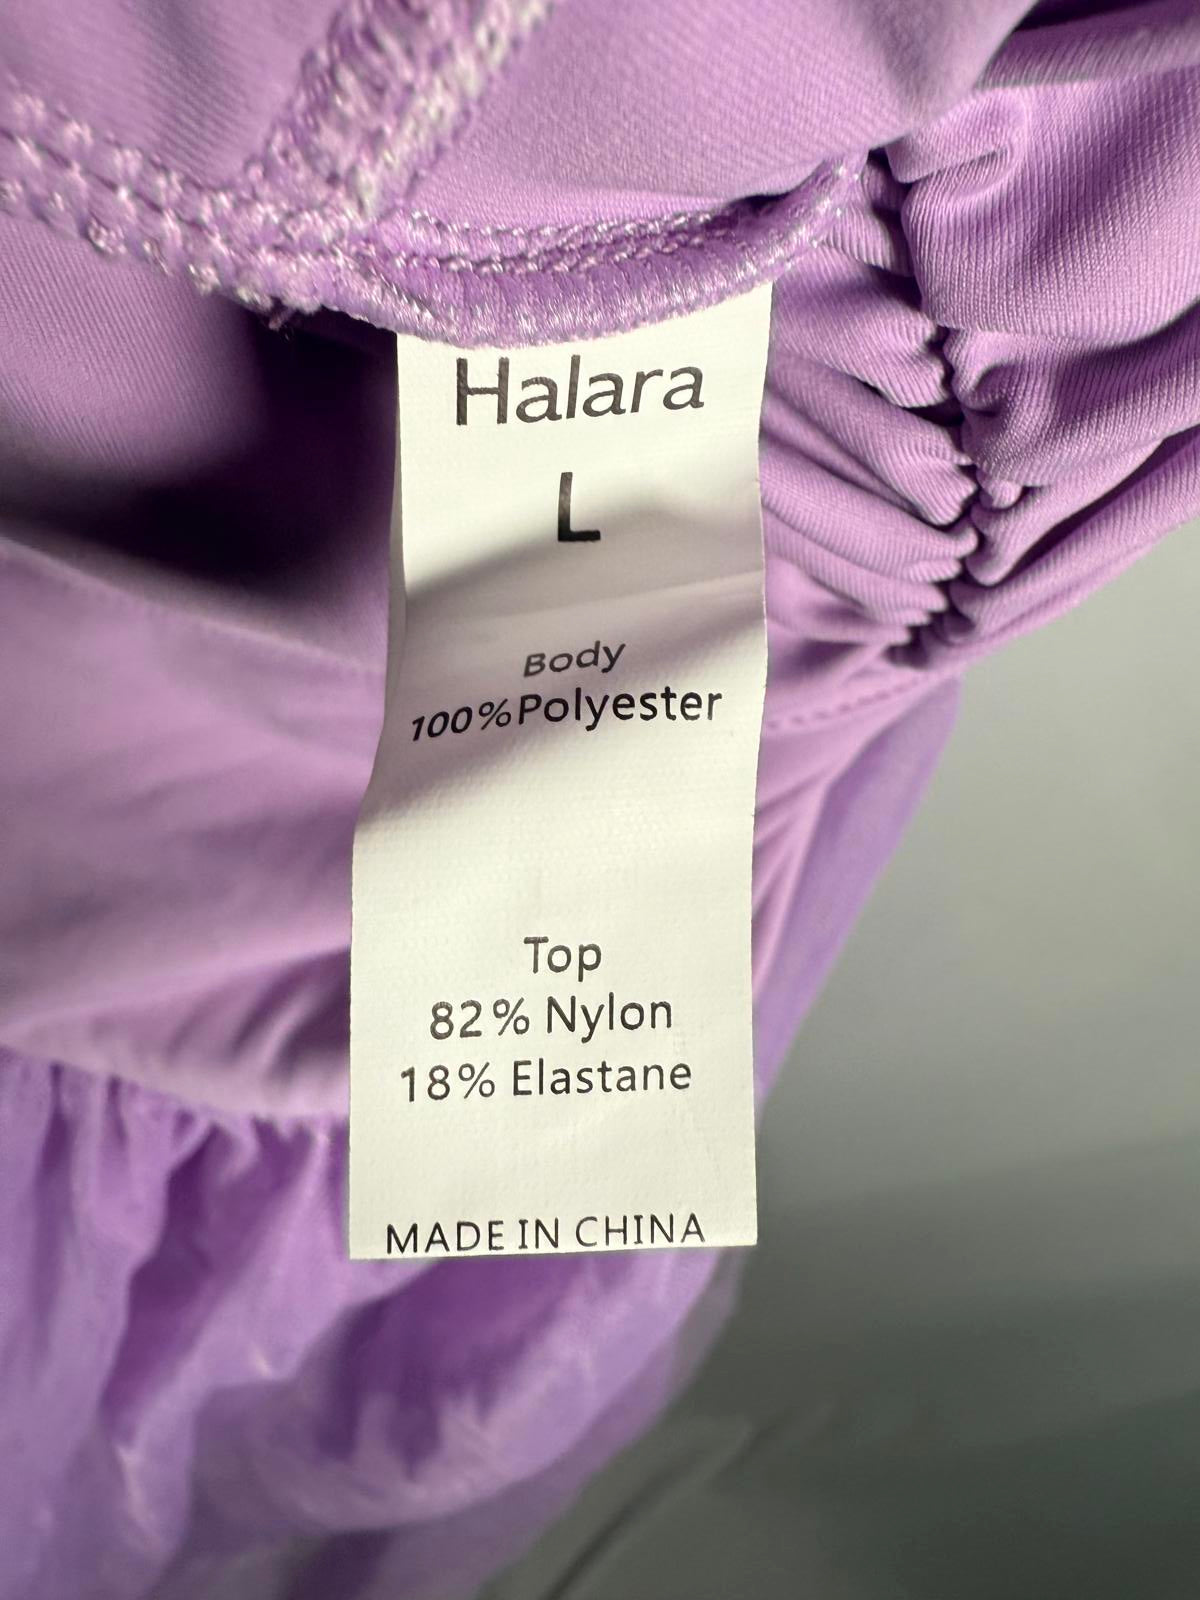 Halara
L
Body
100%Polyester
Top
82% Nylon
18% Elastane
MADE IN CHINA